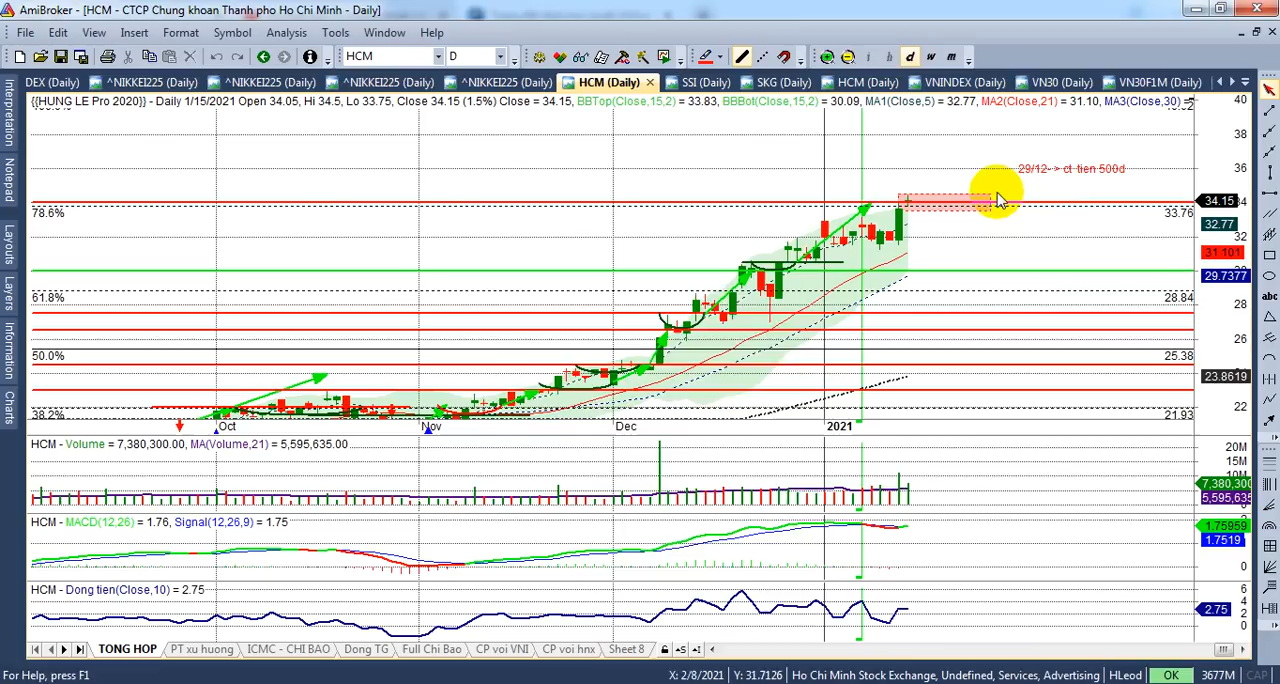 AmiBroker - [HCM - CTCP Chung khoan Thanh pho Ho Chi Minh - Daily]
File Edit View Insert Format Symbol Analysis Tools Window Help
HCM D i h d w m
DEX (Daily) ^NIKKEI225 (Daily) ^NIKKEI225 (Daily) ^NIKKEI225 (Daily) ^NIKKEI225 (Daily) HCM (Daily) SSI (Daily) SKG (Daily) HCM (Daily) VNINDEX (Daily) VN30 (Daily) VN30F1M (Daily)
{{HUNG LE Pro 2020}} - Daily 1/15/2021 Open 34.05, Hi 34.5, Lo 33.75, Close 34.15 (1.5%) Close = 34.15, BBTop(Close,15,2) = 33.83, BBBot(Close,15,2) = 30.09, MA1(Close,5) = 32.77, MA2(Close,21) = 31.10, MA3(Close,30) =
Interpretation
Notepad
Layouts
Layers
Information
Charts
40
38
36
29/12-> ct tien 500d
34.15
34
78.6%
33.76
32.77
32
31.101
29.7377
61.8%
28.84
28
26
50.0%
25.38
23.8619
22
38.2%
21.93
Oct Nov Dec 2021
HCM - Volume = 7,380,300.00, MA(Volume,21) = 5,595,635.00
20M
15M
10M
7,380,300
5,595,635
HCM - MACD(12,26) = 1.76, Signal(12,26,9) = 1.75
1.75959
1.7519
0
HCM - Dong tien(Close,10) = 2.75
6
4
2.75
2
0
TONG HOP PT xu huong ICMC - CHI BAO Dong TG Full Chi Bao CP voi VNI CP voi hnx Sheet 8
For Help, press F1 X: 2/8/2021 Y: 31.7126 Ho Chi Minh Stock Exchange, Undefined, Services, Advertising HLeod OK 3677M CAP
abc